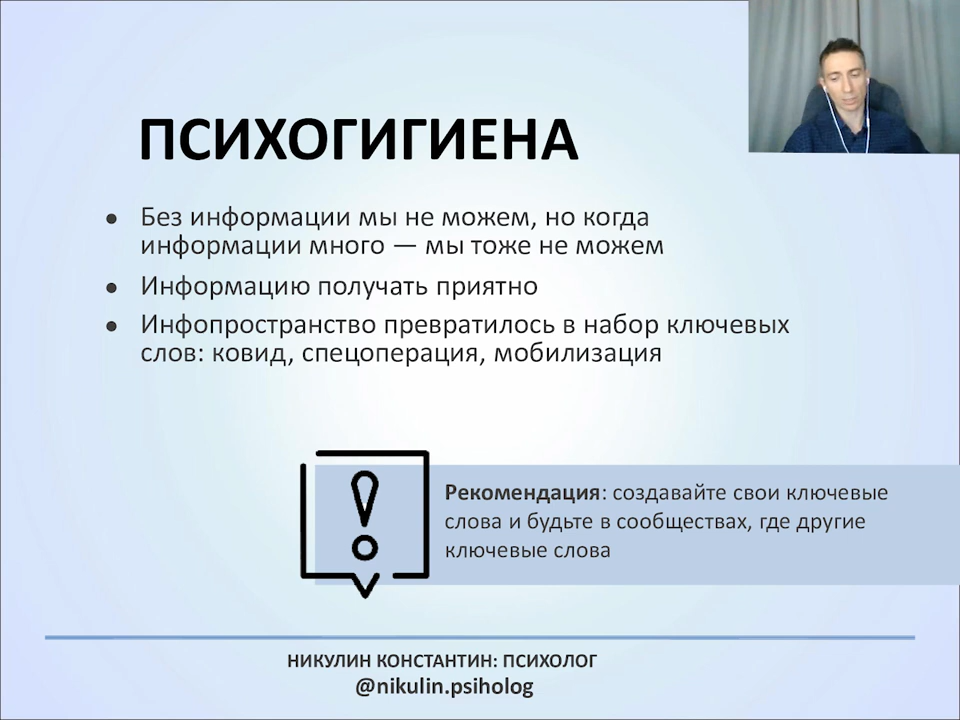 ПСИХОГИГИЕНА
● Без информации мы не можем, но когда
информации много — мы тоже не можем
● Информацию получать приятно
● Инфопространство превратилось в набор ключевых
слов: ковид, спецоперация, мобилизация
Рекомендация: создавайте свои ключевые
слова и будьте в сообществах, где другие
ключевые слова
НИКУЛИН КОНСТАНТИН: ПСИХОЛОГ
@nikulin.psiholog